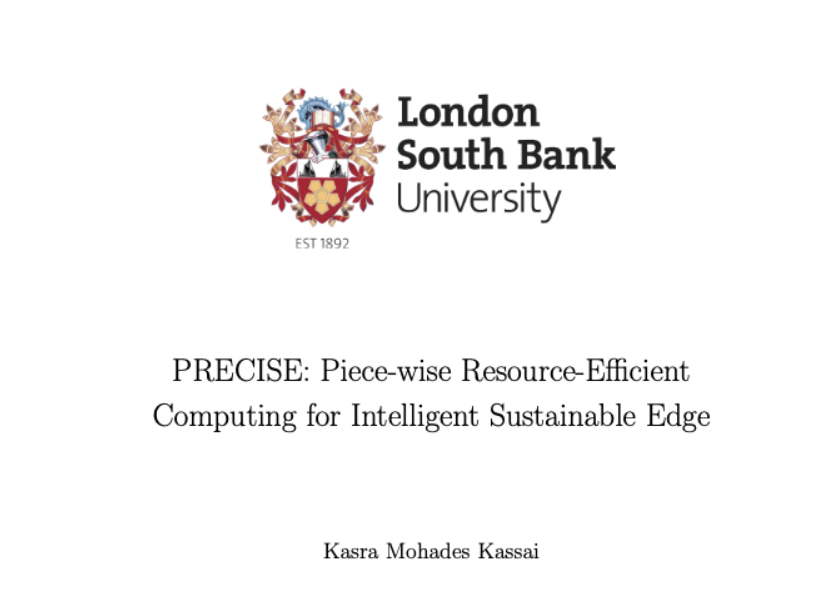 London
South Bank
University
EST 1892
PRECISE: Piece-wise Resource-Efficient
Computing for Intelligent Sustainable Edge
Kasra Mohades Kassai